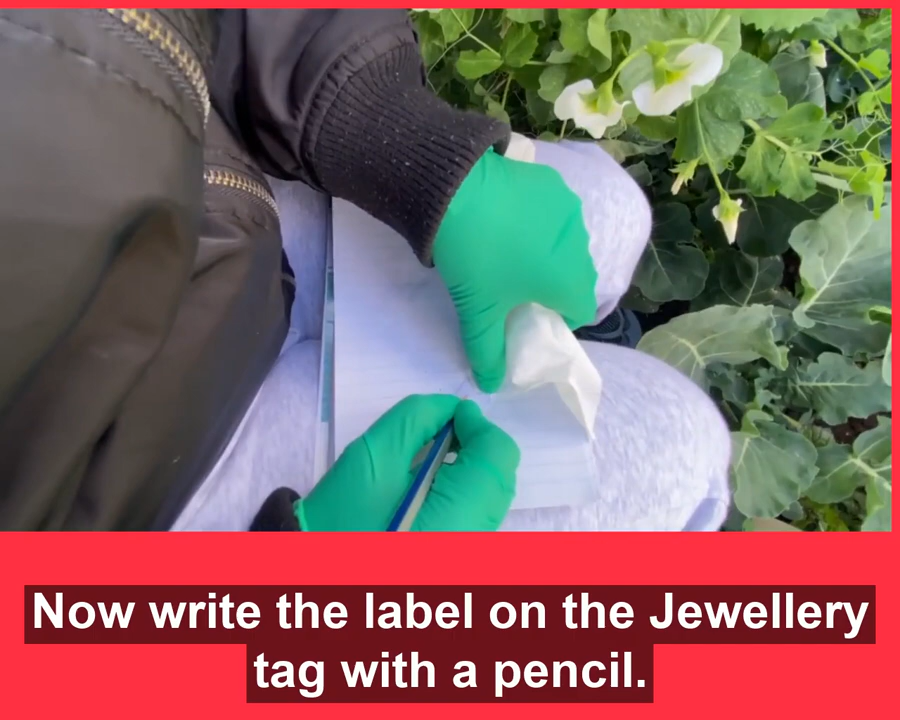 Now write the label on the Jewellery
tag with a pencil.